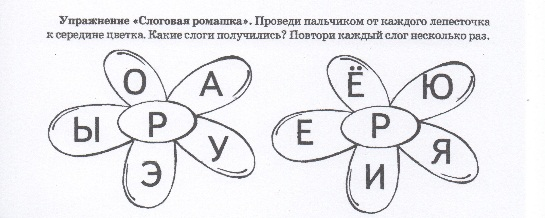 Упражнение «Слоговая ромашка». Проведи пальчиком от каждого лепесточка
к середине цветка. Какие слоги получились? Повтори каждый слог несколько раз.
О А
Ы Р У
Э
Ё Ю
Е Р Я
И